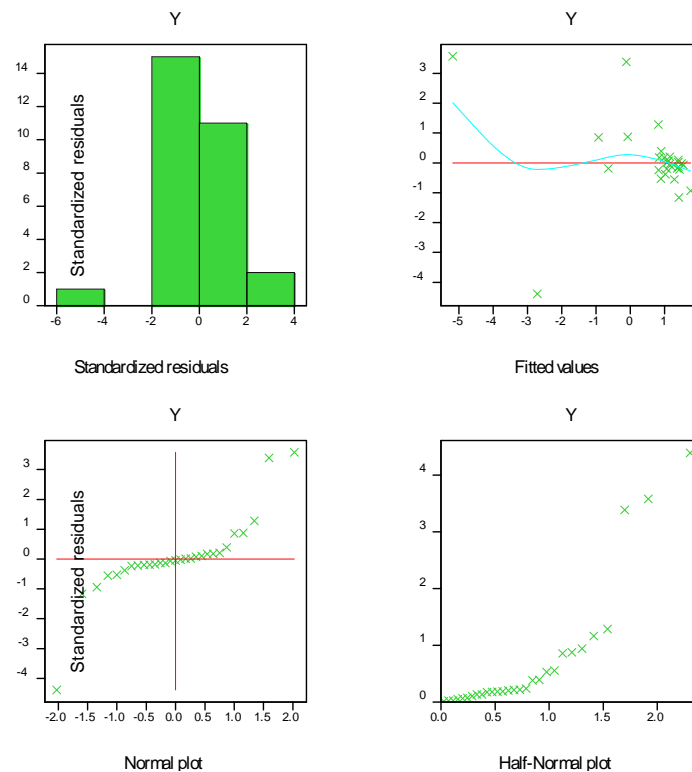 Y
14
12
10
8
6
4
2
0
-6 -4 -2 0 2 4
Standardized residuals
Standardized residuals
Y
3
2
1
0
-1
-2
-3
-4
-5 -4 -3 -2 -1 0 1
Fitted values
Y
3
2
1
0
-1
-2
-3
-4
-2.0 -1.5 -1.0 -0.5 0.0 0.5 1.0 1.5 2.0
Standardized residuals
Normal plot
Y
4
3
2
1
0
0.0 0.5 1.0 1.5 2.0
Half-Normal plot